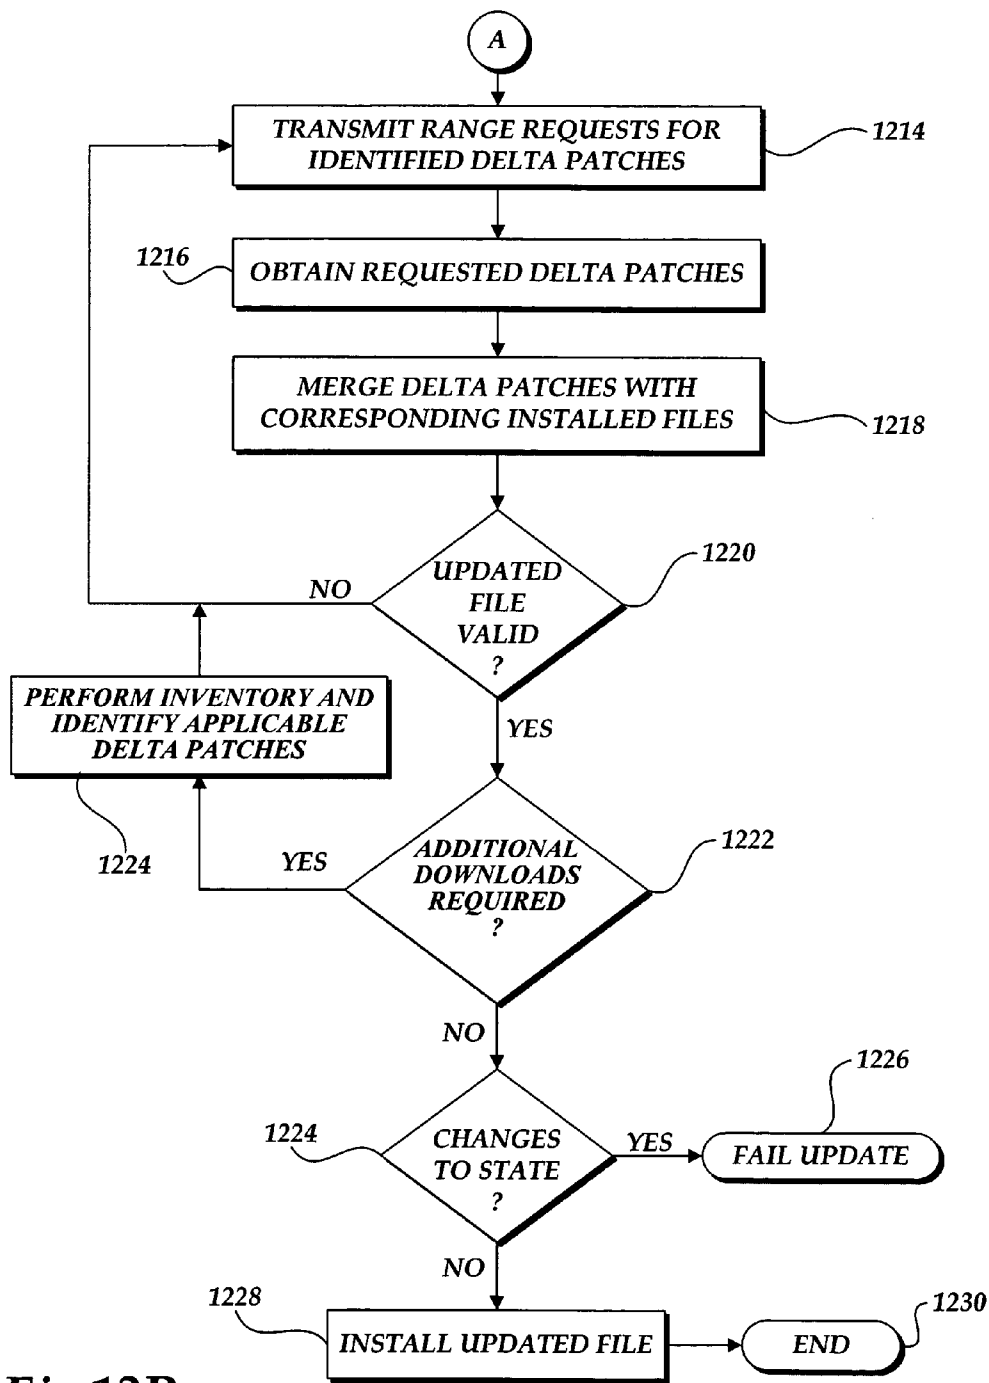 A
TRANSMIT RANGE REQUESTS FOR
IDENTIFIED DELTA PATCHES
1214
1216
OBTAIN REQUESTED DELTA PATCHES
MERGE DELTA PATCHES WITH
CORRESPONDING INSTALLED FILES
1218
UPDATED
FILE
VALID
?
1220
NO
YES
PERFORM INVENTORY AND
IDENTIFY APPLICABLE
DELTA PATCHES
1224
YES
ADDITIONAL
DOWNLOADS
REQUIRED
?
1222
NO
1224
CHANGES
TO STATE
?
YES
1226
FAIL UPDATE
NO
1228
INSTALL UPDATED FILE
1230
END